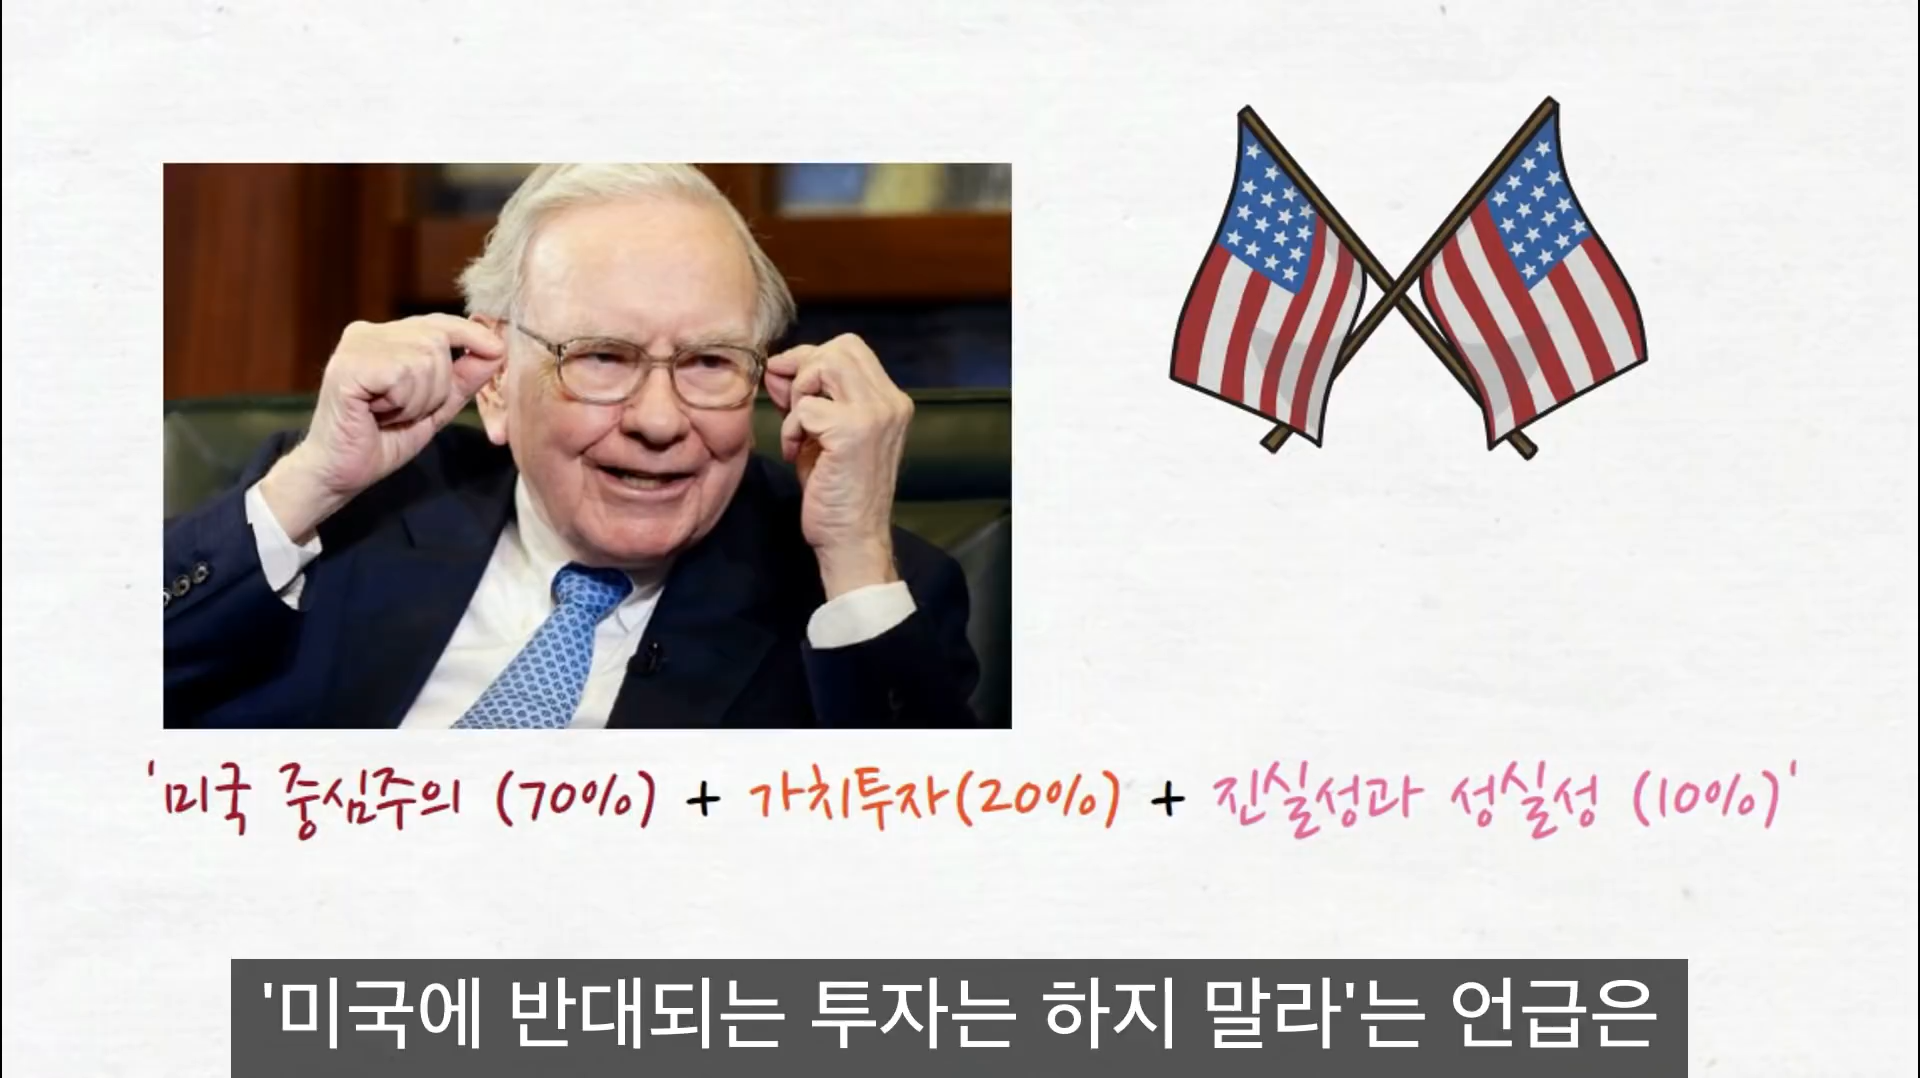 '미국 중심주의 (70%) + 가치투자(20%) + 진실성과 성실성 (10%)'
'미국에 반대되는 투자는 하지 말라'는 언급은